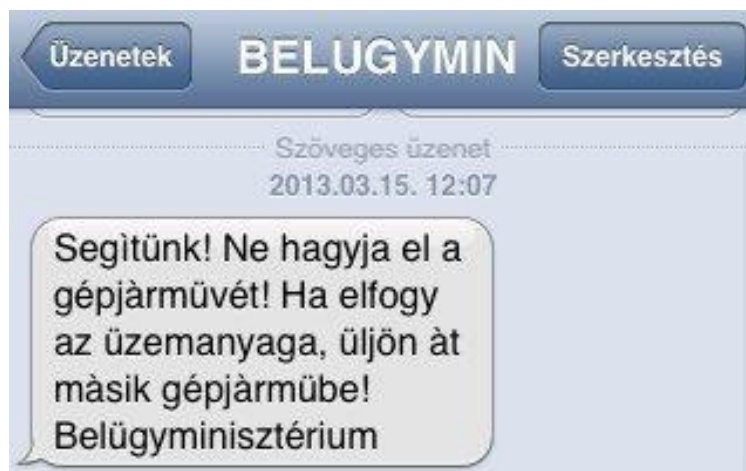 Üzenetek BELUGYMIN Szerkesztés
Szöveges üzenet
2013.03.15. 12:07
Segìtünk! Ne hagyja el a
gépjàrmüvét! Ha elfogy
az üzemanyaga, üljön àt
màsik gépjàrmübe!
Belügyminisztérium